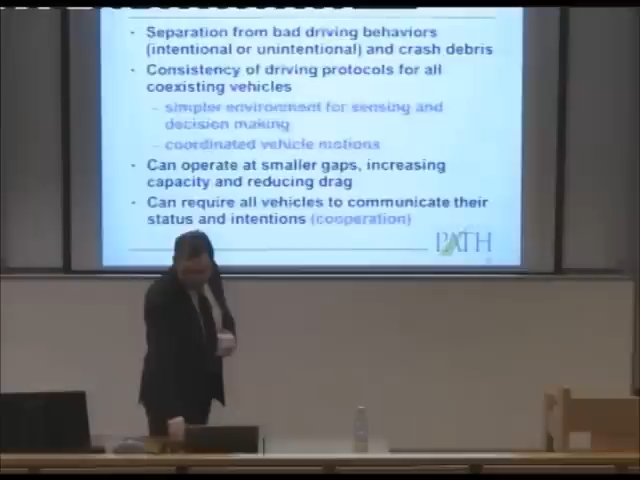 · Separation from bad driving behaviors
(intentional or unintentional) and crash debris
· Consistency of driving protocols for all
coexisting vehicles
– simpler environment for sensing and
decision making
– coordinated vehicle motions
· Can operate at smaller gaps, increasing
capacity and reducing drag
· Can require all vehicles to communicate their
status and intentions (cooperation)
PATH